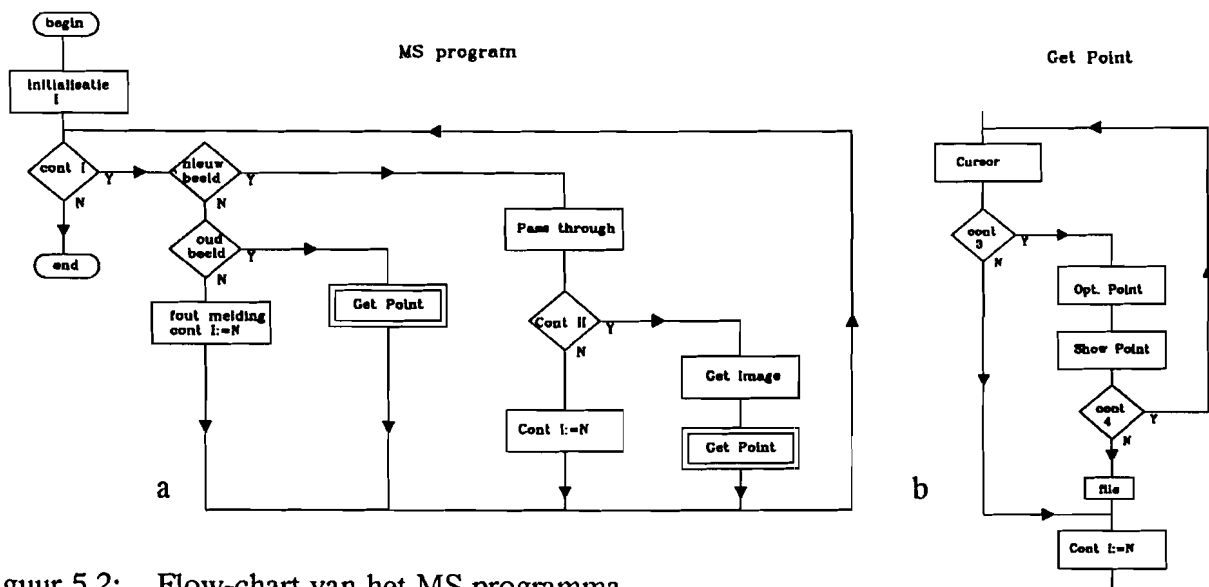 begin
MS program
Get Point
initialisatie
I
cont I
Y
N
end
nieuw
beeld
Y
N
oud
beeld
Y
N
fout melding
cont I:=N
Get Point
Pass through
Cont II
Y
N
Cont I:=N
Get Image
Get Point
a
Cursor
cont
3
Y
N
Opt. Point
Show Point
cont
4
Y
N
file
Cont I:=N
b
guur 5.2: Flow-chart van het MS programma